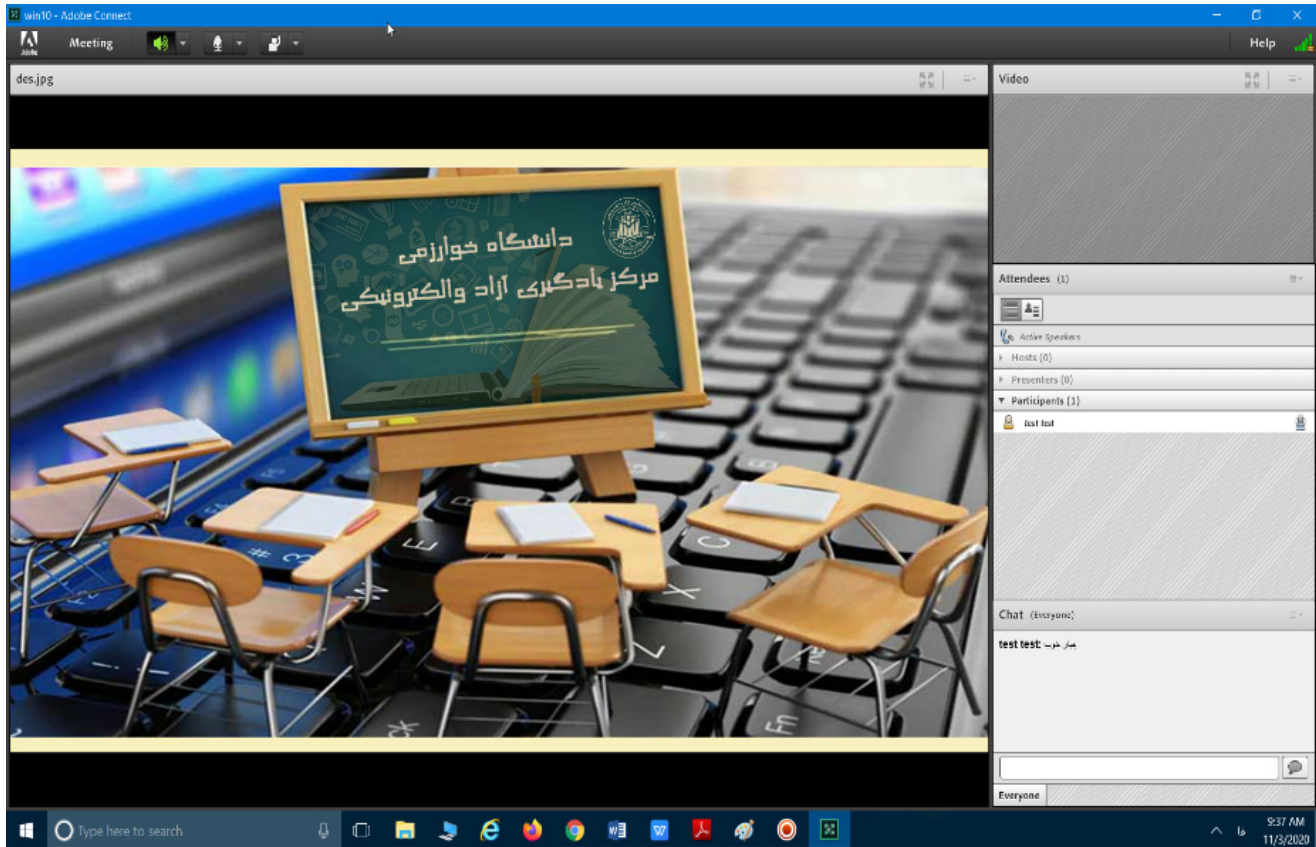 win10 - Adobe Connect
Adobe
Meeting
Help
des.jpg
دانشگاه خوارزمی
مرکز یادگیری آزاد والکترونیکی
Video
Attendees (1)
Active Speakers
Hosts (0)
Presenters (0)
Participants (1)
test test
Chat (Everyone)
test test:
Everyone
Type here to search
فا
9:37 AM
11/3/2020